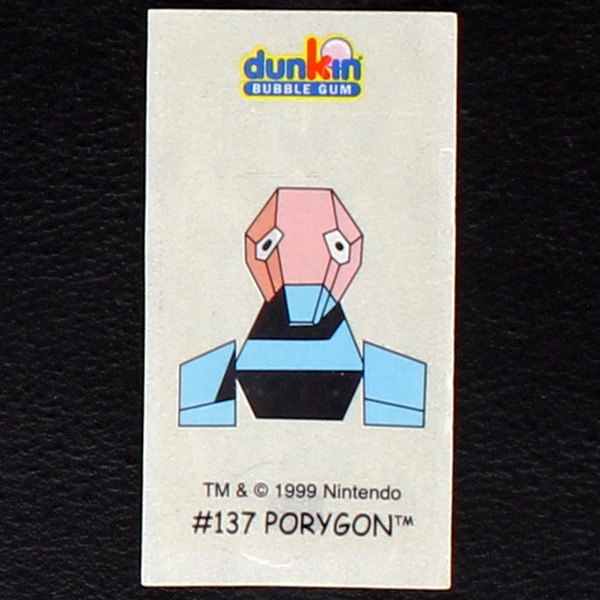 dunkin
BUBBLE GUM
TM & © 1999 Nintendo
#137 PORYGON™